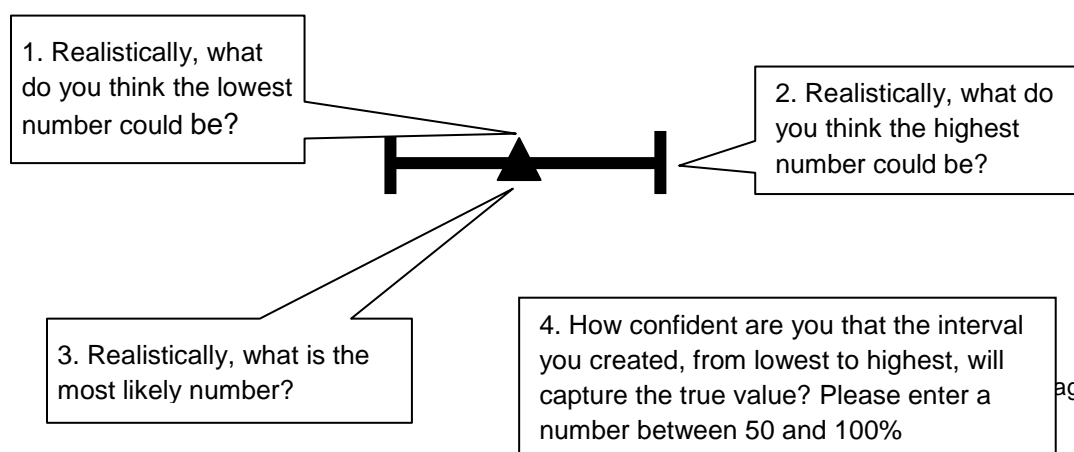 1. Realistically, what
do you think the lowest
number could be?
2. Realistically, what do
you think the highest
number could be?
3. Realistically, what is the
most likely number?
4. How confident are you that the interval
you created, from lowest to highest, will
capture the true value? Please enter a
number between 50 and 100%